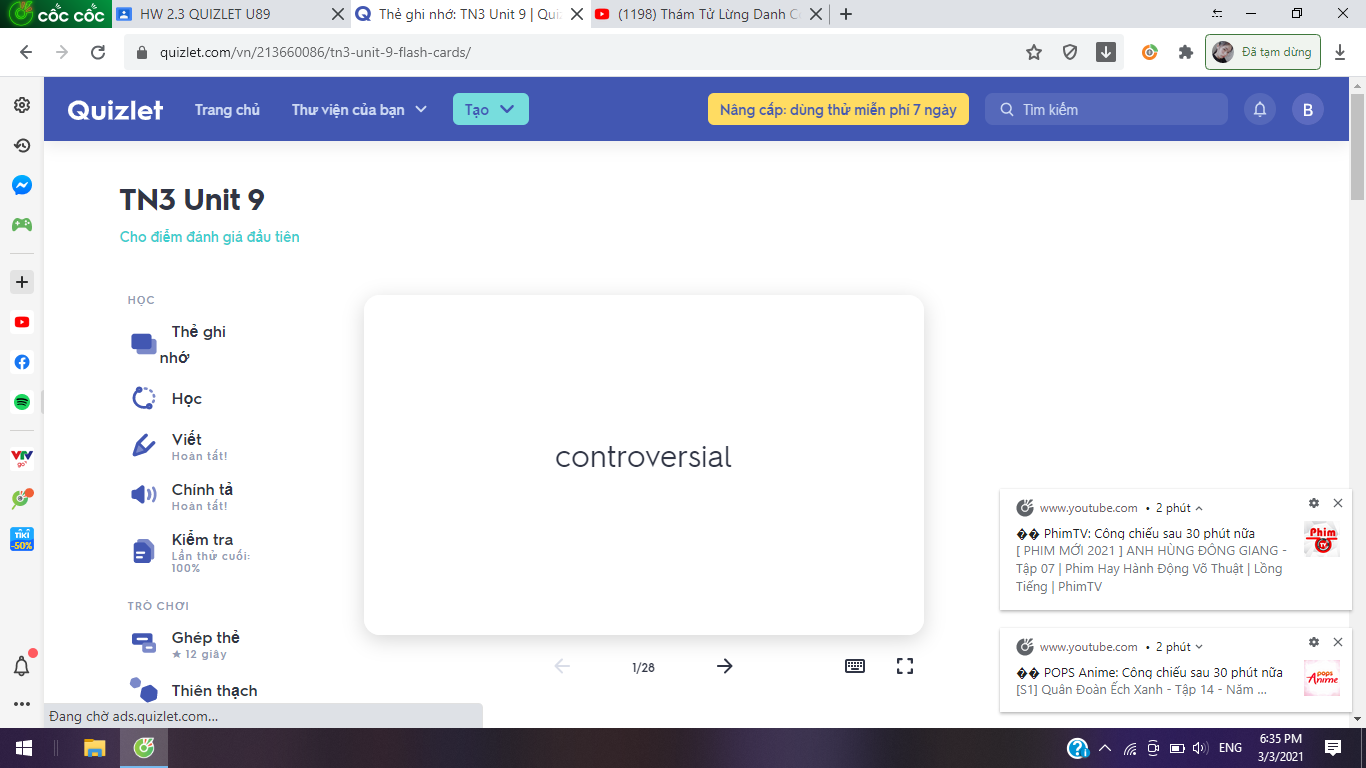 cốc cốc
HW 2.3 QUIZLET U89
Thẻ ghi nhớ: TN3 Unit 9 | Qui
(1198) Thám Tử Lừng Danh C
quizlet.com/vn/213660086/tn3-unit-9-flash-cards/
Đã tạm dừng
Quizlet
Trang chủ
Thư viện của bạn
Tạo
Nâng cấp: dùng thử miễn phí 7 ngày
Tìm kiếm
B
TN3 Unit 9
Cho điểm đánh giá đầu tiên
HỌC
Thẻ ghi
nhớ
Học
Viết
Hoàn tất!
Chính tả
Hoàn tất!
Kiểm tra
Lần thử cuối:
100%
TRÒ CHƠI
Ghép thẻ
★ 12 giây
Thiên thạch
controversial
1/28
www.youtube.com • 2 phút
�� PhimTV: Công chiếu sau 30 phút nữa
[ PHIM MỚI 2021 ] ANH HÙNG ĐÔNG GIANG -
Tập 07 | Phim Hay Hành Động Võ Thuật | Lồng
Tiếng | PhimTV
Phim
TV
www.youtube.com • 2 phút
�� POPS Anime: Công chiếu sau 30 phút nữa
[S1] Quân Đoàn Ếch Xanh - Tập 14 - Năm ...
pops
Anime
VTV
go
TIKI
-50%
Đang chờ ads.quizlet.com...
ENG
6:35 PM
3/3/2021